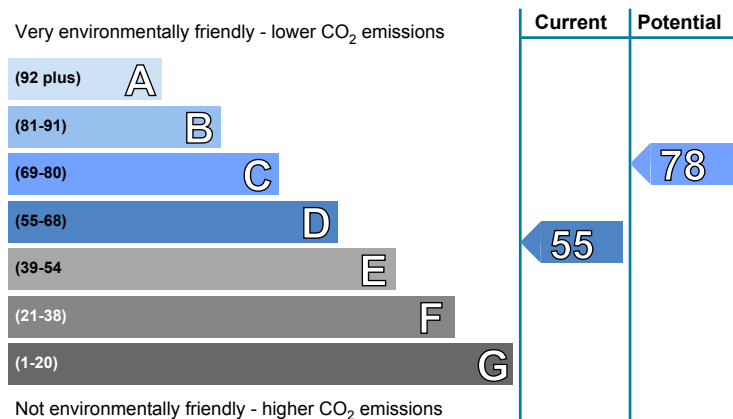 Current Potential
Very environmentally friendly - lower CO2 emissions
(92 plus) A
(81-91) B
(69-80) C
78
(55-68) D
55
(39-54 E
(21-38) F
(1-20) G
Not environmentally friendly - higher CO2 emissions